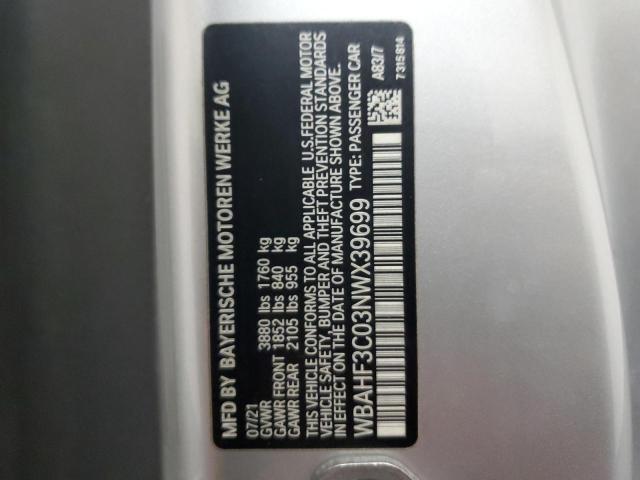 MFD BY BAYERISCHE MOTOREN WERKE AG
07/21
GVWR 3880 lbs 1760 kg
GAWR FRONT 1852 lbs 840 kg
GAWR REAR 2105 lbs 955 kg
THIS VEHICLE CONFORMS TO ALL APPLICABLE U.S.FEDERAL MOTOR
VEHICLE SAFETY, BUMPER AND THEFT PREVENTION STANDARDS
IN EFFECT ON THE DATE OF MANUFACTURE SHOWN ABOVE.
WBAHF3C03NWX39699 TYPE: PASSENGER CAR
A83/7
7315814